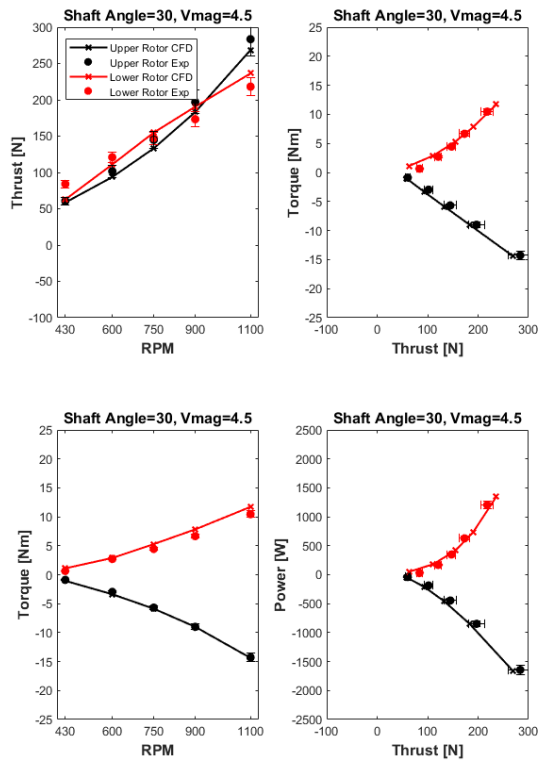 Shaft Angle=30, Vmag=4.5
300
250
200
150
100
50
0
-50
-100
Thrust [N]
Upper Rotor CFD
Upper Rotor Exp
Lower Rotor CFD
Lower Rotor Exp
430 600 750 900 1100
RPM
Shaft Angle=30, Vmag=4.5
25
20
15
10
5
0
-5
-10
-15
-20
-25
Torque [Nm]
-100 0 100 200 300
Thrust [N]
Shaft Angle=30, Vmag=4.5
25
20
15
10
5
0
-5
-10
-15
-20
-25
Torque [Nm]
430 600 750 900 1100
RPM
Shaft Angle=30, Vmag=4.5
2500
2000
1500
1000
500
0
-500
-1000
-1500
-2000
-2500
Power [W]
-100 0 100 200 300
Thrust [N]